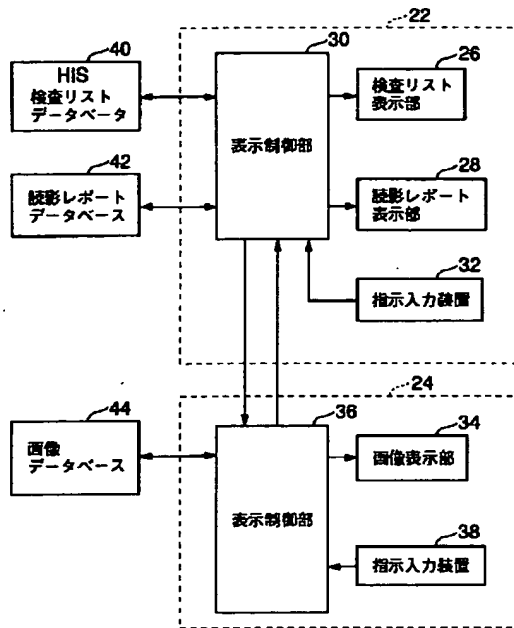 22
40
HIS
検査リスト
データベータ
30
表示制御部
26
検査リスト
表示部
42
読影レポート
データベース
28
読影レポート
表示部
32
指示入力装置
24
44
画像
データベース
36
表示制御部
34
画像表示部
38
指示入力装置